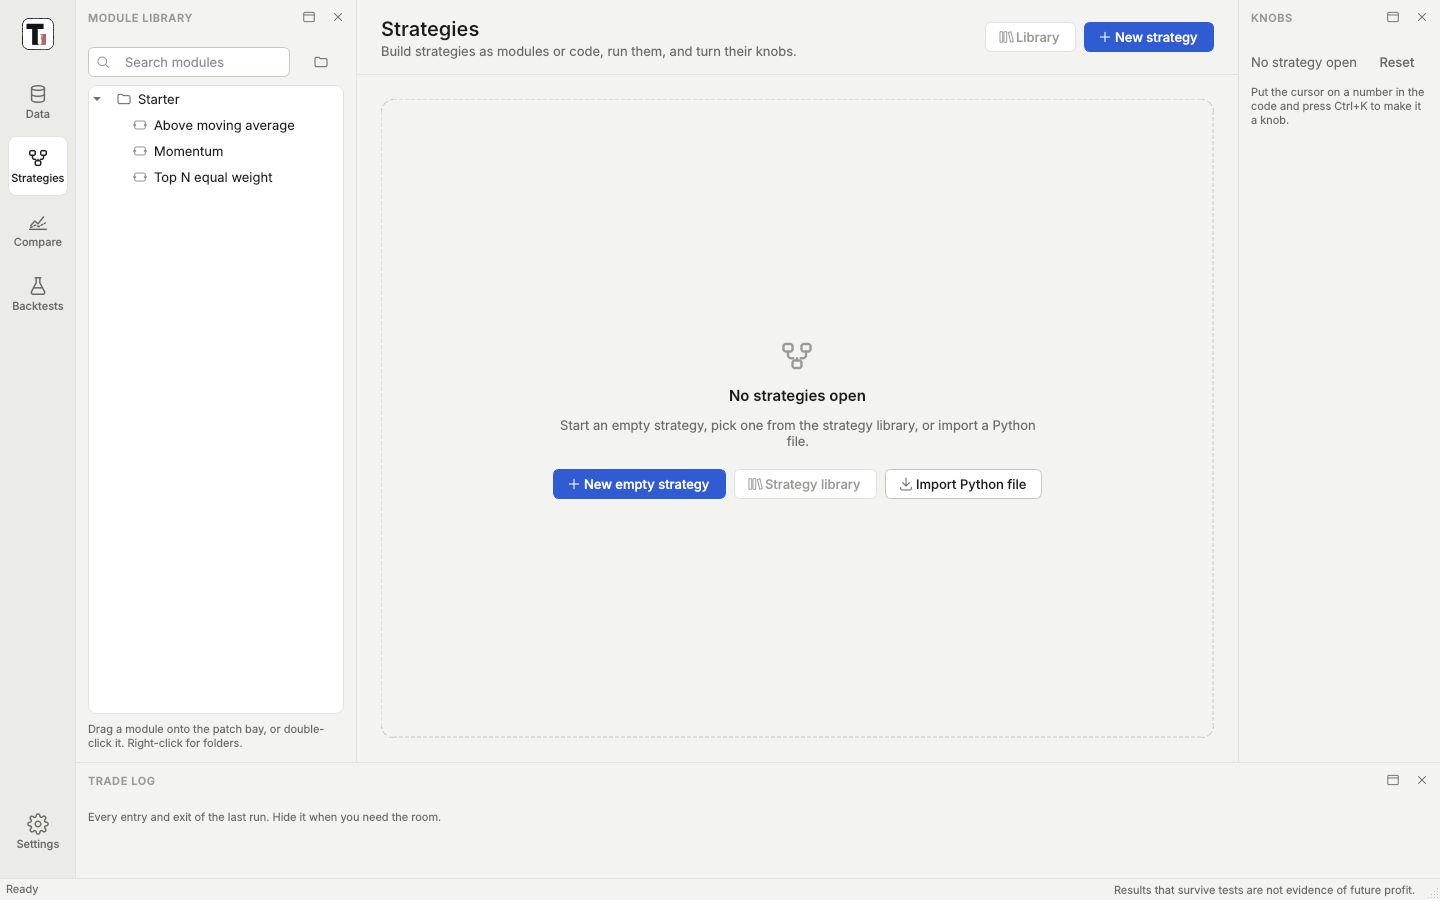 MODULE LIBRARY
Search modules
Starter
Above moving average
Momentum
Top N equal weight
Drag a module onto the patch bay, or double-
click it. Right-click for folders.
Ti
Data
Strategies
Compare
Backtests
Settings
Strategies
Build strategies as modules or code, run them, and turn their knobs.
Library
New strategy
No strategies open
Start an empty strategy, pick one from the strategy library, or import a Python
file.
New empty strategy
Strategy library
Import Python file
KNOBS
No strategy open
Reset
Put the cursor on a number in the
code and press Ctrl+K to make it
a knob.
TRADE LOG
Every entry and exit of the last run. Hide it when you need the room.
Ready
Results that survive tests are not evidence of future profit.